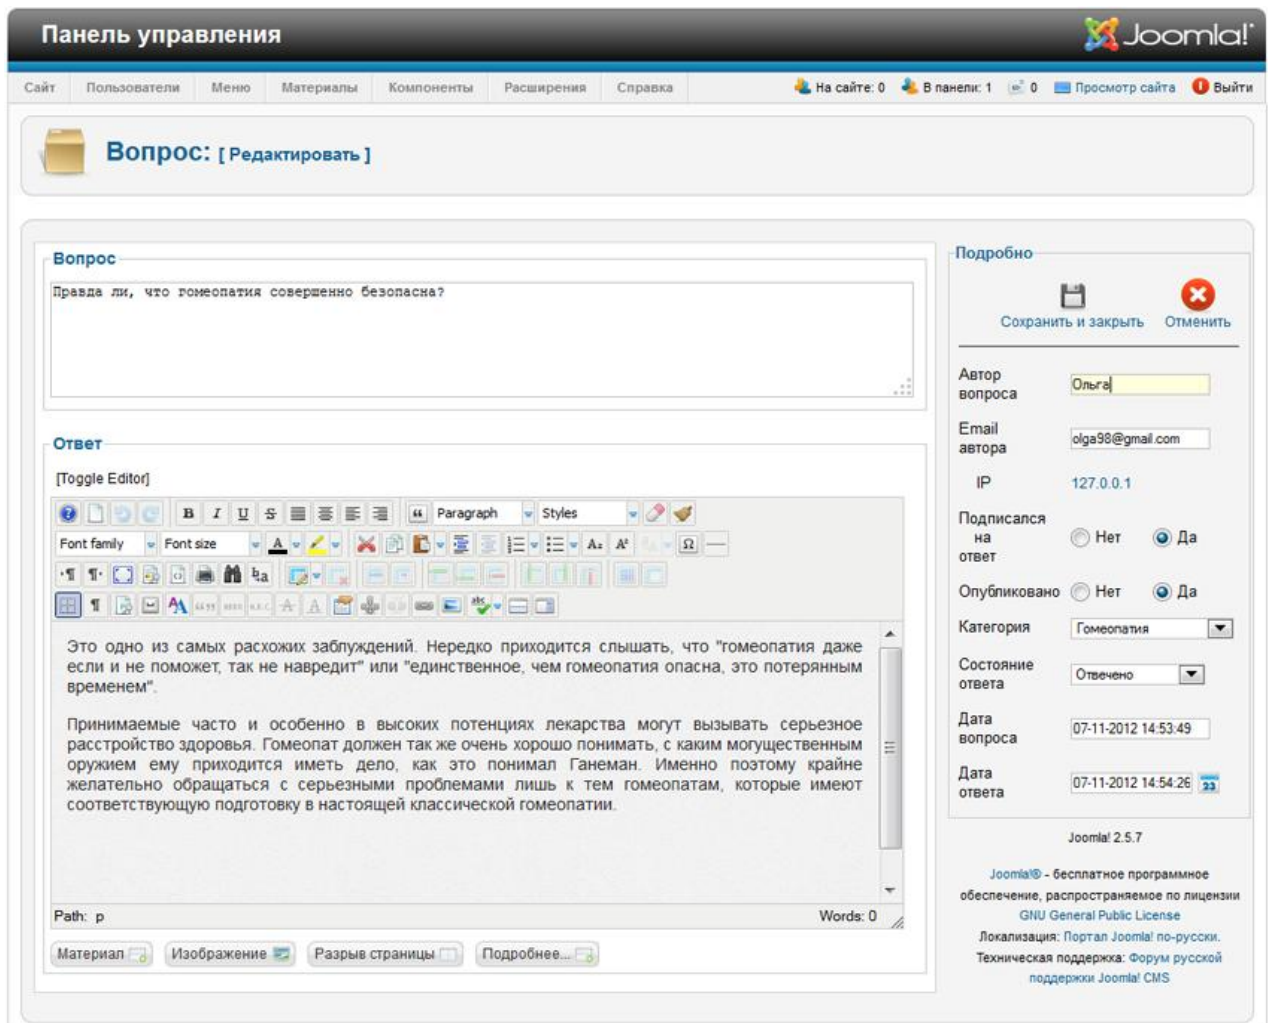 Панель управления
Joomla!
Сайт Пользователи Меню Материалы Компоненты Расширения Справка На сайте: 0 В панели: 1 0 Просмотр сайта Выйти
Вопрос: [ Редактировать ]
Вопрос
Правда ли, что гомеопатия совершенно безопасна?
Ответ
[Toggle Editor]
B I U S Paragraph Styles
Font family Font size
Это одно из самых расхожих заблуждений. Нередко приходится слышать, что "гомеопатия даже
если и не поможет, так не навредит" или "единственное, чем гомеопатия опасна, это потерянным
временем".
Принимаемые часто и особенно в высоких потенциях лекарства могут вызывать серьезное
расстройство здоровья. Гомеопат должен так же очень хорошо понимать, с каким могущественным
оружием ему приходится иметь дело, как это понимал Ганеман. Именно поэтому крайне
желательно обращаться с серьезными проблемами лишь к тем гомеопатам, которые имеют
соответствующую подготовку в настоящей классической гомеопатии.
Path: p Words: 0
Материал Изображение Разрыв страницы Подробнее...
Подробно
Сохранить и закрыть Отменить
Автор
вопроса
Ольга
Email
автора
olga98@gmail.com
IP 127.0.0.1
Подписался
на
ответ
Нет Да
Опубликовано Нет Да
Категория Гомеопатия
Состояние
ответа
Отвечено
Дата
вопроса
07-11-2012 14:53:49
Дата
ответа
07-11-2012 14:54:26 23
Joomla! 2.5.7
Joomla!® - бесплатное программное
обеспечение, распространяемое по лицензии
GNU General Public License
Локализация: Портал Joomla! по-русски.
Техническая поддержка: Форум русской
поддержки Joomla! CMS